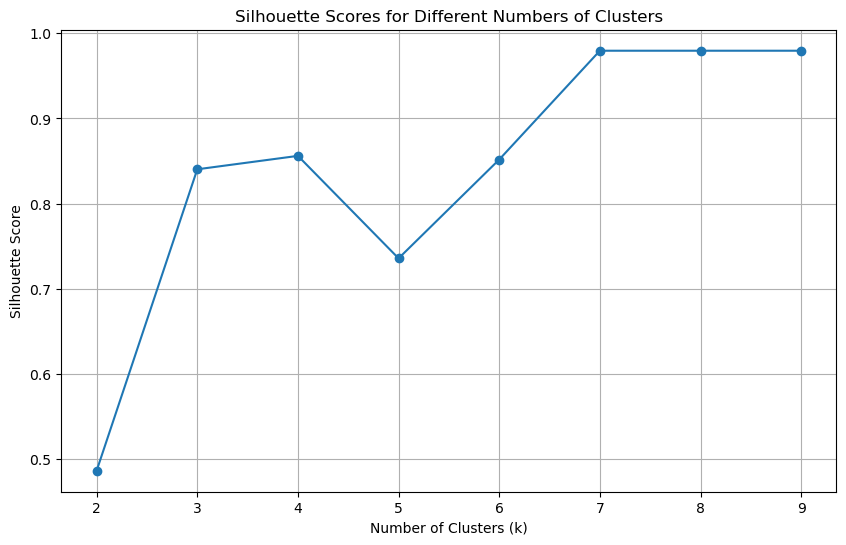 Silhouette Scores for Different Numbers of Clusters
1.0
0.9
0.8
0.7
0.6
0.5
Silhouette Score
2 3 4 5 6 7 8 9
Number of Clusters (k)